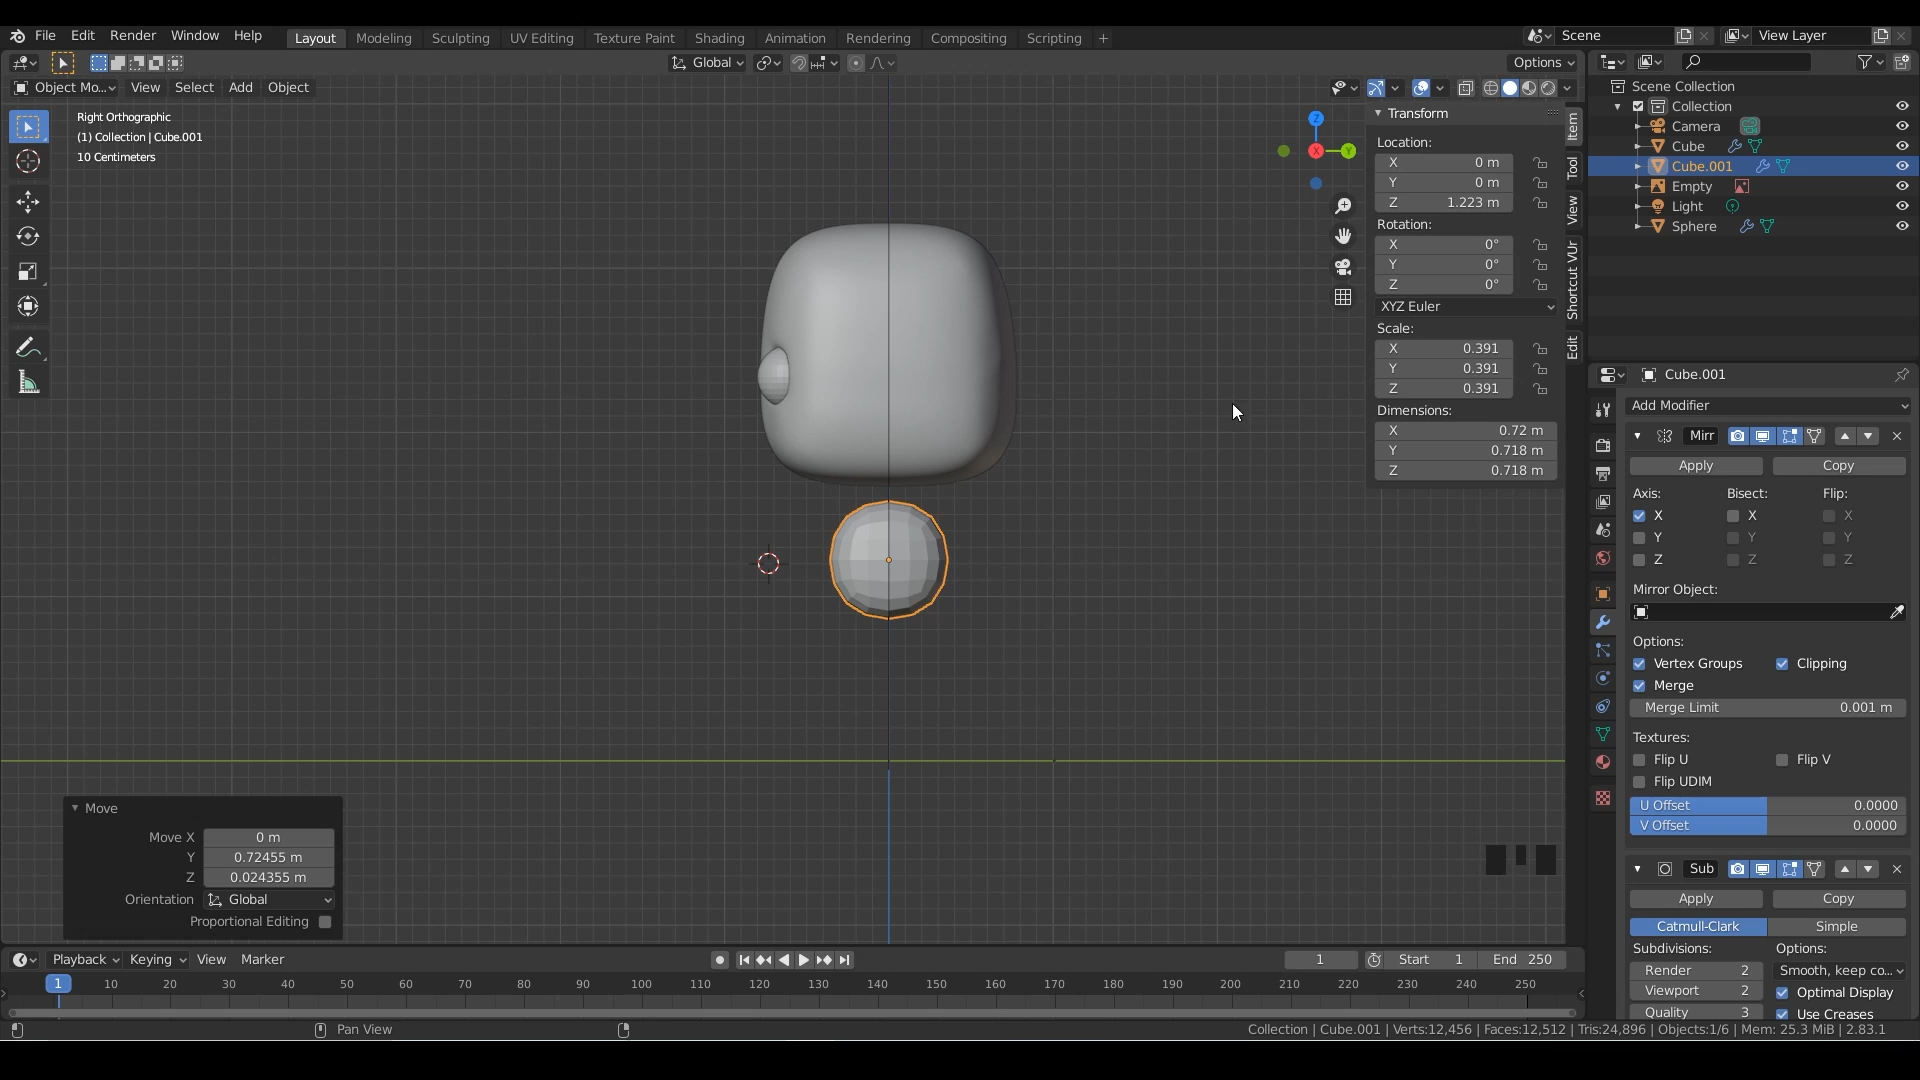 File Edit Render Window Help Layout Modeling Sculpting UV Editing Texture Paint Shading Animation Rendering Compositing Scripting + Scene View Layer
Global Options
Object Mo... View Select Add Object
Right Orthographic
(1) Collection | Cube.001
10 Centimeters
Z
X
Y
Transform
Location:
X 0 m
Y 0 m
Z 1.223 m
Rotation:
X 0°
Y 0°
Z 0°
XYZ Euler
Scale:
X 0.391
Y 0.391
Z 0.391
Dimensions:
X 0.72 m
Y 0.718 m
Z 0.718 m
Item
Tool
View
Shortcut VUr
Edit
Scene Collection
Collection
Camera
Cube
Cube.001
Empty
Light
Sphere
Cube.001
Add Modifier
Mirr
Apply Copy
Axis: Bisect: Flip:
X X X
Y Y Y
Z Z Z
Mirror Object:
Options:
Vertex Groups Clipping
Merge
Merge Limit 0.001 m
Textures:
Flip U Flip V
Flip UDIM
U Offset 0.0000
V Offset 0.0000
Sub
Apply Copy
Catmull-Clark Simple
Subdivisions: Options:
Render 2 Smooth, keep co...
Viewport 2 Optimal Display
Quality 3 Use Creases
Move
Move X 0 m
Y 0.72455 m
Z 0.024355 m
Orientation Global
Proportional Editing
Playback Keying View Marker 1 Start 1 End 250
1 10 20 30 40 50 60 70 80 90 100 110 120 130 140 150 160 170 180 190 200 210 220 230 240 250
Pan View
Collection | Cube.001 | Verts:12,456 | Faces:12,512 | Tris:24,896 | Objects:1/6 | Mem: 25.3 MiB | 2.83.1